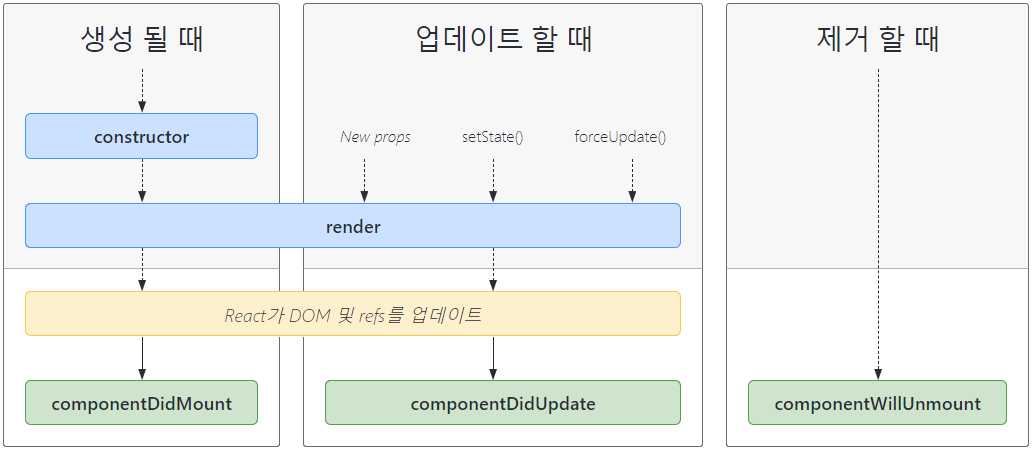 생성 될 때
업데이트 할 때
제거 할 때
constructor
New props
setState()
forceUpdate()
render
React가 DOM 및 refs를 업데이트
componentDidMount
componentDidUpdate
componentWillUnmount